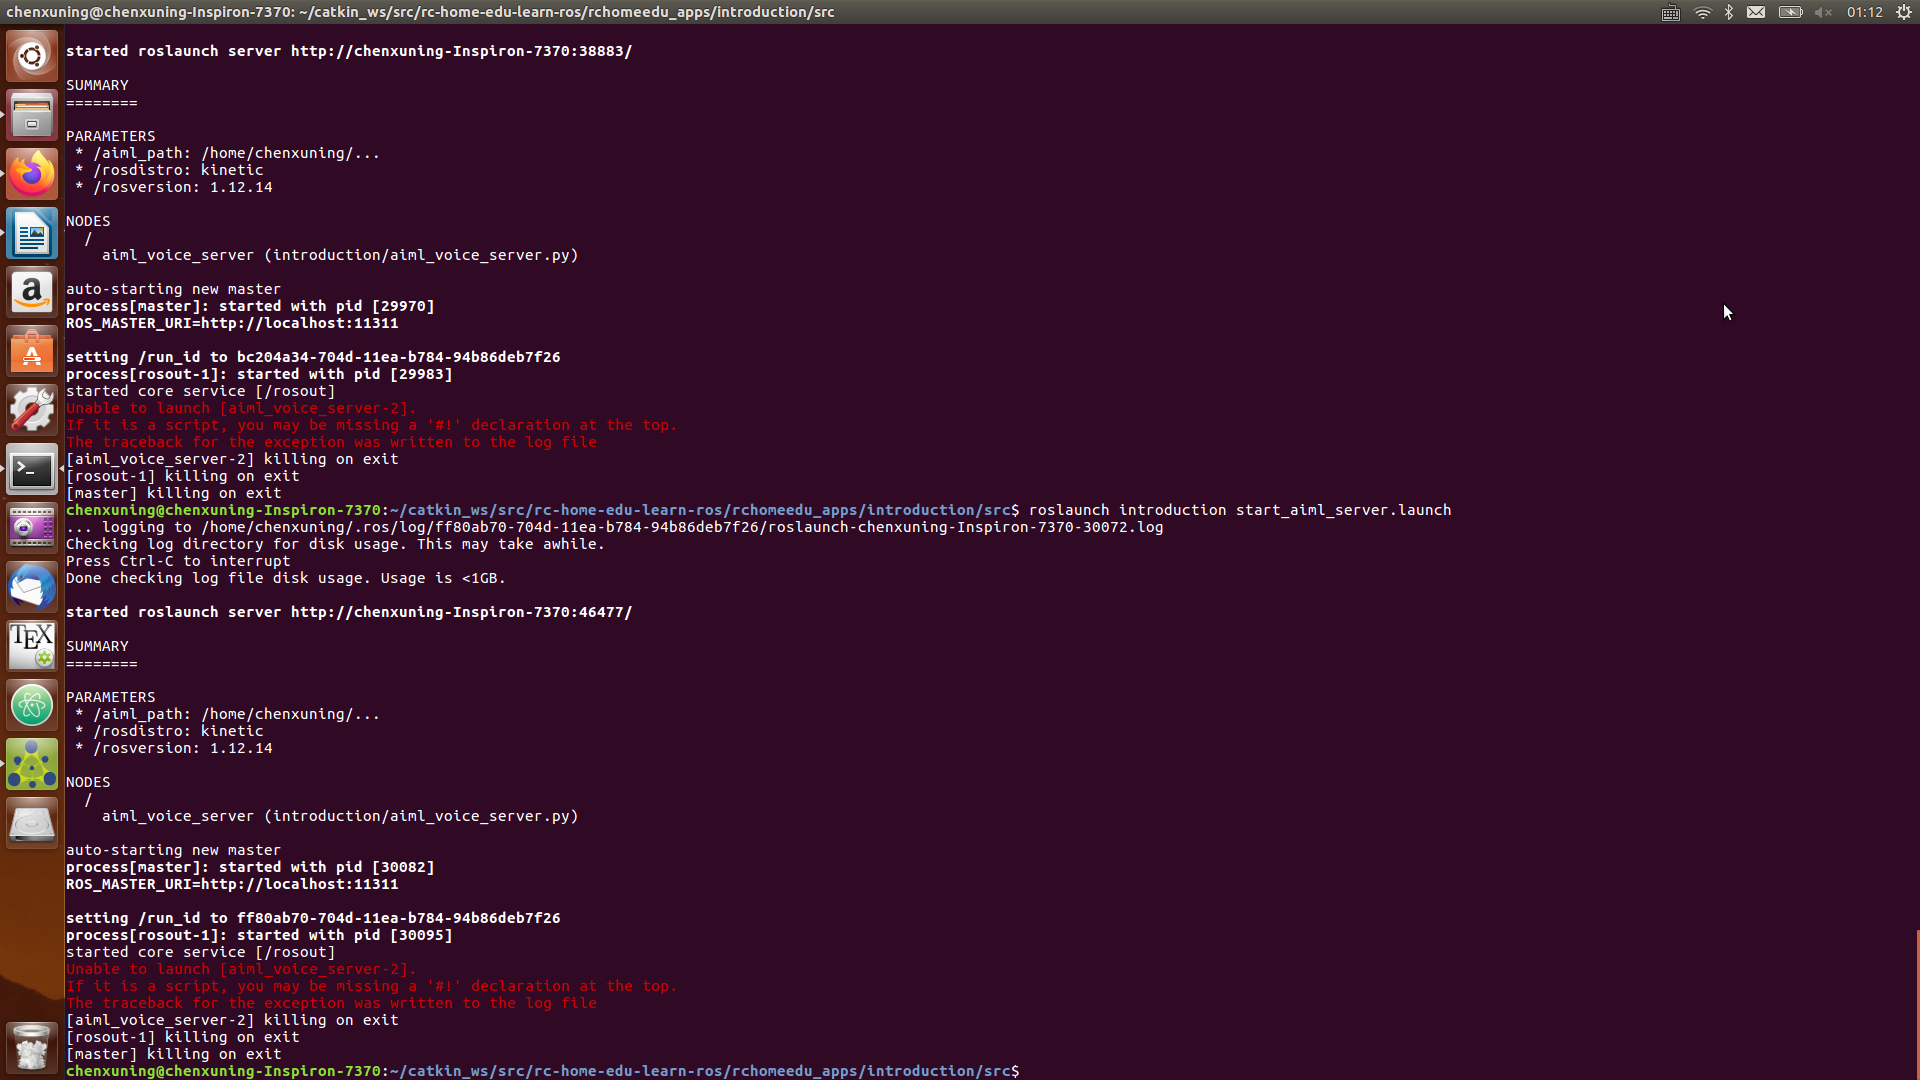 chenxuning@chenxuning-Inspiron-7370: ~/catkin_ws/src/rc-home-edu-learn-ros/rchomeedu_apps/introduction/src
01:12
started roslaunch server http://chenxuning-Inspiron-7370:38883/
SUMMARY
========
PARAMETERS
 * /aiml_path: /home/chenxuning/...
 * /rosdistro: kinetic
 * /rosversion: 1.12.14
NODES
  /
    aiml_voice_server (introduction/aiml_voice_server.py)
auto-starting new master
process[master]: started with pid [29970]
ROS_MASTER_URI=http://localhost:11311
setting /run_id to bc204a34-704d-11ea-b784-94b86deb7f26
process[rosout-1]: started with pid [29983]
started core service [/rosout]
Unable to launch [aiml_voice_server-2].
If it is a script, you may be missing a '#!' declaration at the top.
The traceback for the exception was written to the log file
[aiml_voice_server-2] killing on exit
[rosout-1] killing on exit
[master] killing on exit
chenxuning@chenxuning-Inspiron-7370:~/catkin_ws/src/rc-home-edu-learn-ros/rchomeedu_apps/introduction/src$ roslaunch introduction start_aiml_server.launch
... logging to /home/chenxuning/.ros/log/ff80ab70-704d-11ea-b784-94b86deb7f26/roslaunch-chenxuning-Inspiron-7370-30072.log
Checking log directory for disk usage. This may take awhile.
Press Ctrl-C to interrupt
Done checking log file disk usage. Usage is <1GB.
started roslaunch server http://chenxuning-Inspiron-7370:46477/
SUMMARY
========
PARAMETERS
 * /aiml_path: /home/chenxuning/...
 * /rosdistro: kinetic
 * /rosversion: 1.12.14
NODES
  /
    aiml_voice_server (introduction/aiml_voice_server.py)
auto-starting new master
process[master]: started with pid [30082]
ROS_MASTER_URI=http://localhost:11311
setting /run_id to ff80ab70-704d-11ea-b784-94b86deb7f26
process[rosout-1]: started with pid [30095]
started core service [/rosout]
Unable to launch [aiml_voice_server-2].
If it is a script, you may be missing a '#!' declaration at the top.
The traceback for the exception was written to the log file
[aiml_voice_server-2] killing on exit
[rosout-1] killing on exit
[master] killing on exit
chenxuning@chenxuning-Inspiron-7370:~/catkin_ws/src/rc-home-edu-learn-ros/rchomeedu_apps/introduction/src$
a
A
>_
TEX